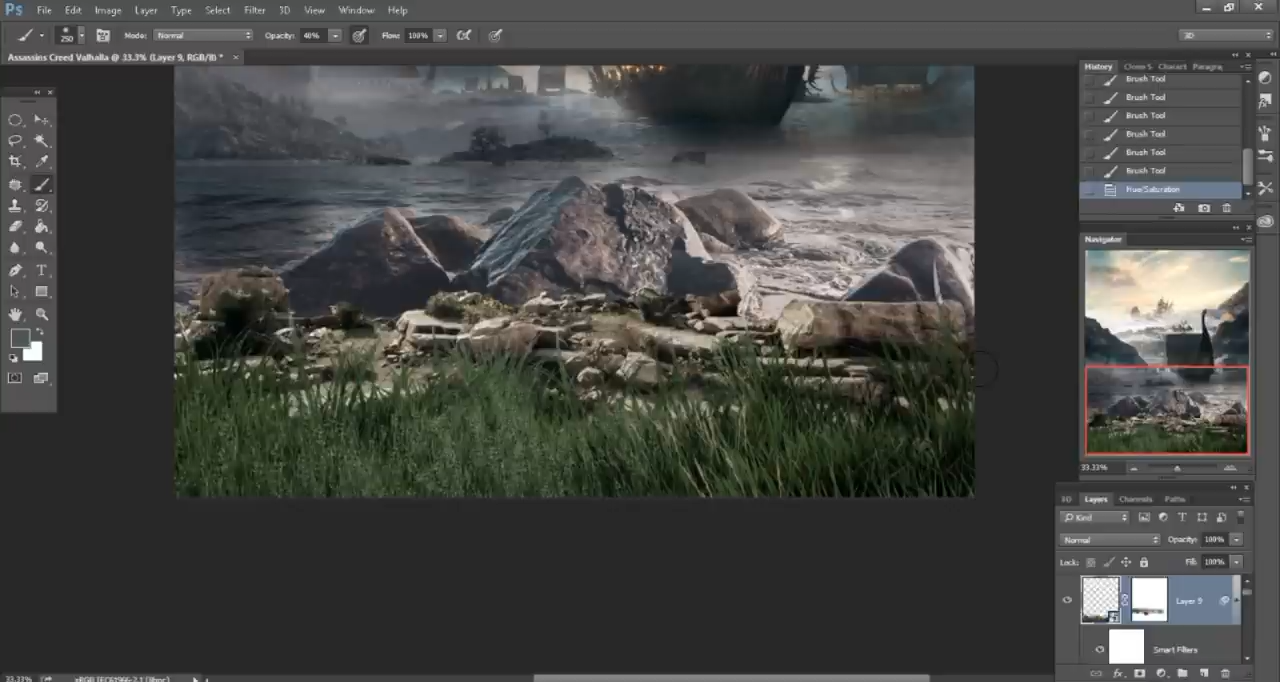 Ps File Edit Image Layer Type Select Filter 3D View Window Help
250 Mode: Normal Opacity: 48% Flow: 100% 3D
Assassins Creed Valhalla @ 33.3% (Layer 9, RGB/8) * ×
History Paragra
Brush Tool
Brush Tool
Brush Tool
Brush Tool
Brush Tool
Brush Tool
Hue/Saturation
Navigator
33.33%
3D Layers Channels Paths
Kind
Normal Opacity: 100%
Lock: Fill: 100%
Layer 9
Smart Filters
33.33%